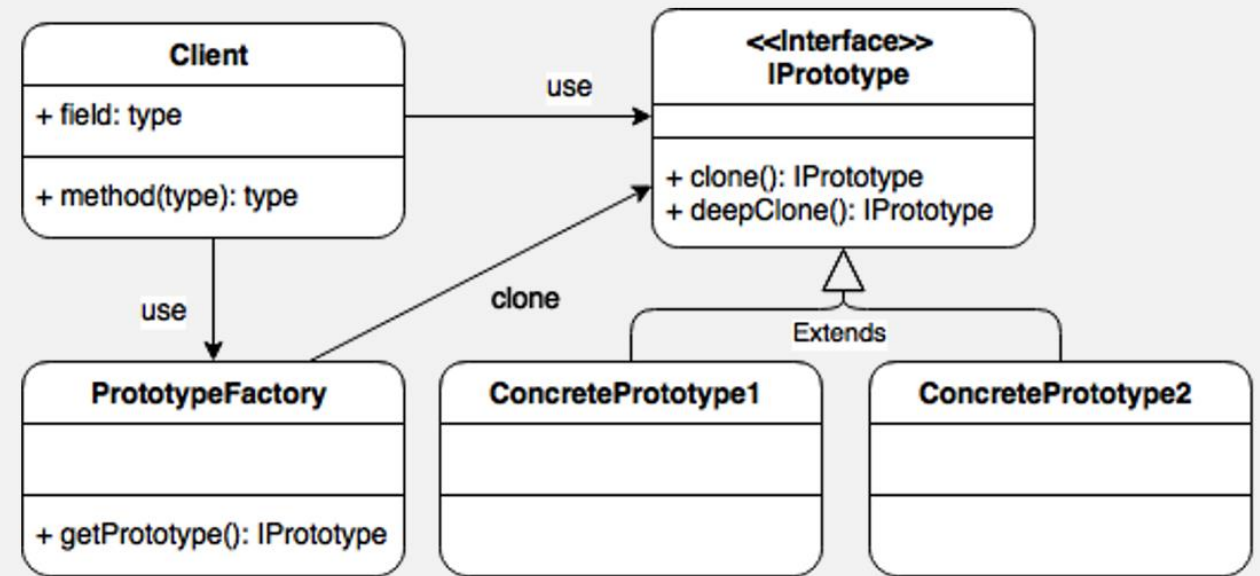 Client
+ field: type
+ method(type): type
use
<<Interface>>
IPrototype
+ clone(): IPrototype
+ deepClone(): IPrototype
use
clone
Extends
PrototypeFactory
+ getPrototype(): IPrototype
ConcretePrototype1
ConcretePrototype2